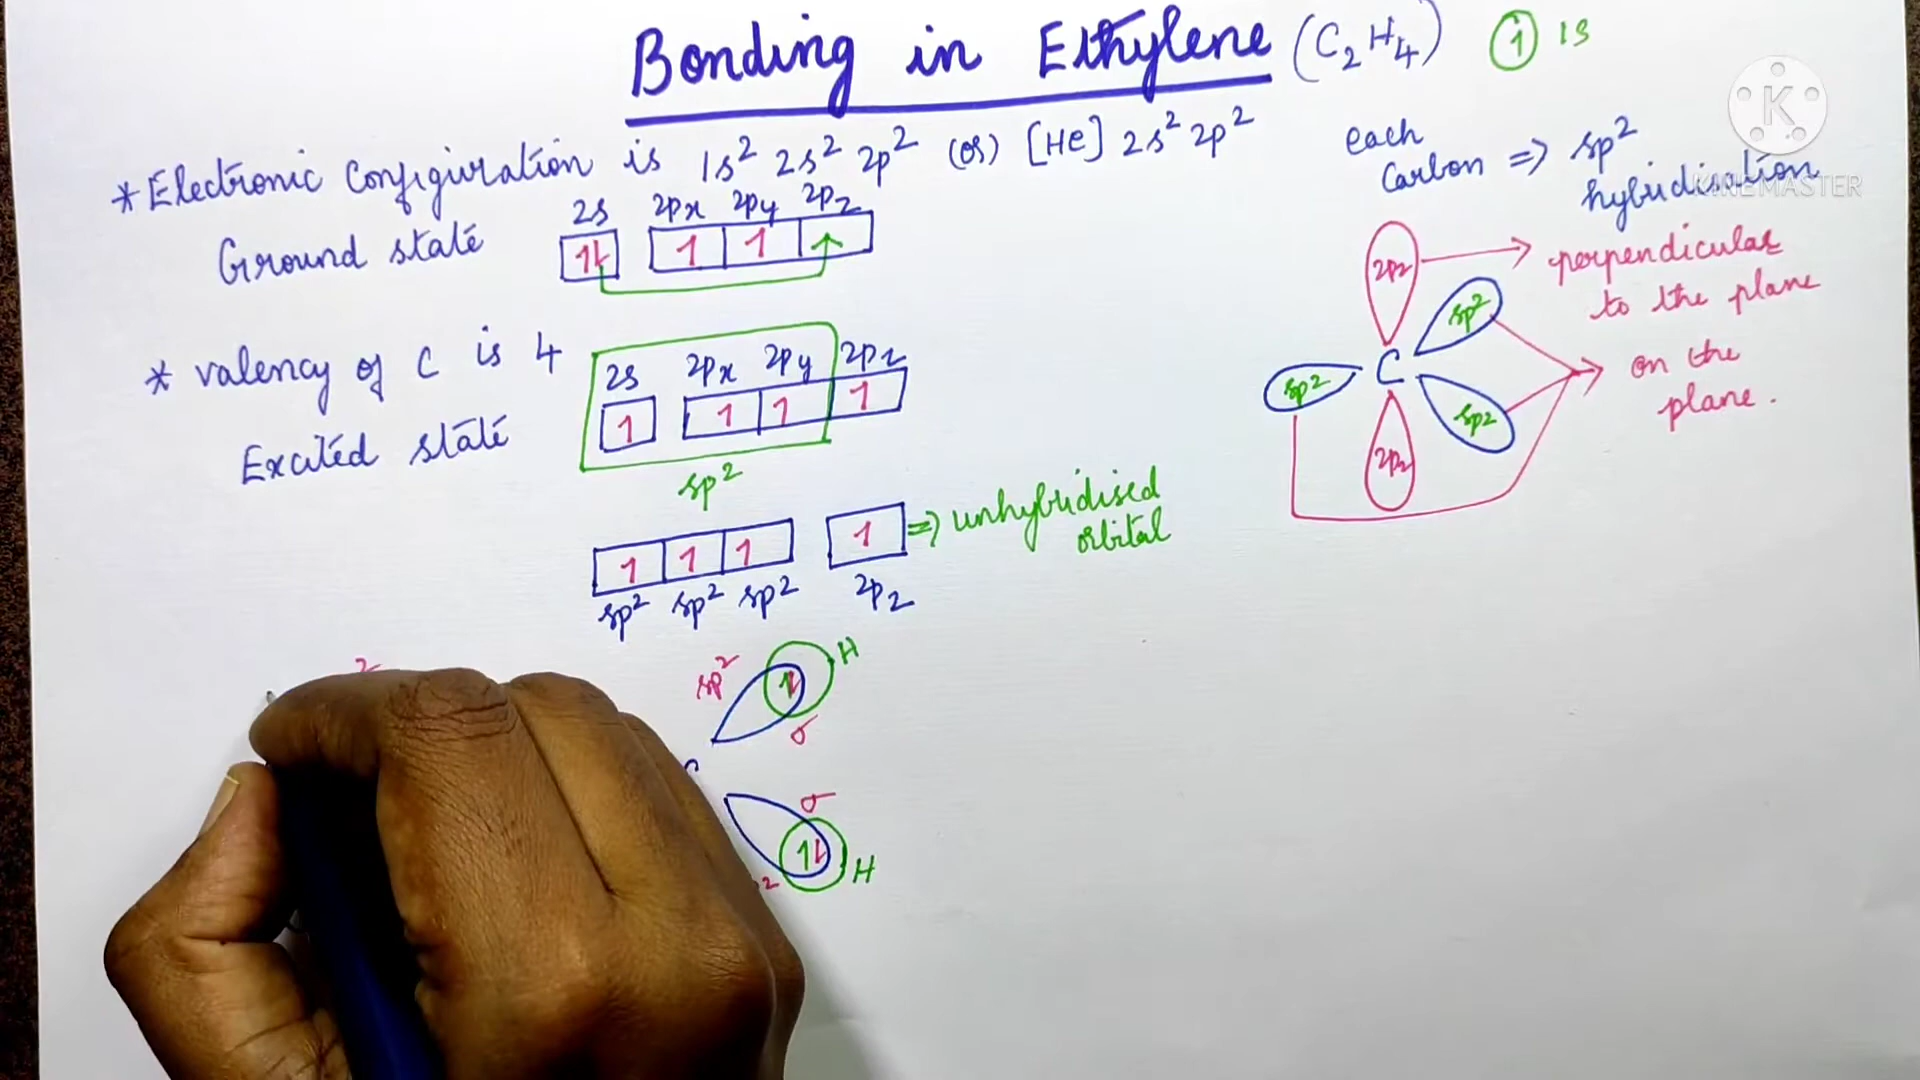 Bonding in Ethylene (C2H4) 1 1s
* Electronic Configuration is 1s² 2s² 2p² (or) [He] 2s² 2p²
2s 2px 2py 2pz
Ground state 1⇂ 1 1 ↑
* valency of C is 4
2s 2px 2py 2pz
Excited state 1 1 1 1
sp²
1 1 1 1 => unhybridised orbital
sp² sp² sp² 2pz
each Carbon => sp² hybridisation
KINEMASTER
K
2pz → perpendicular to the plane
sp²
sp² C
sp2 → on the plane.
2pz
2
sp² 1⇂ H
σ
σ
1⇂ H
2